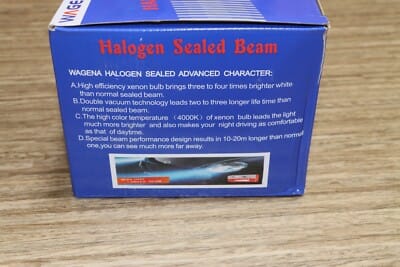 WAGE
HA
Halogen Sealed Beam
WAGENA HALOGEN SEALED ADVANCED CHARACTER:
A.High efficiency xenon bulb brings three to four times brighter white
than normal sealed beam.
B.Double vacuum technology leads two to three longer life time than
normal sealed beam.
C.The high color temperature （4000K） of xenon bulb leads the light
much more brighter and also makes your night driving as comfortable
as that of daytime.
D.Special beam performance design results in 10-20m longer than normal
one,you can see much more far away.